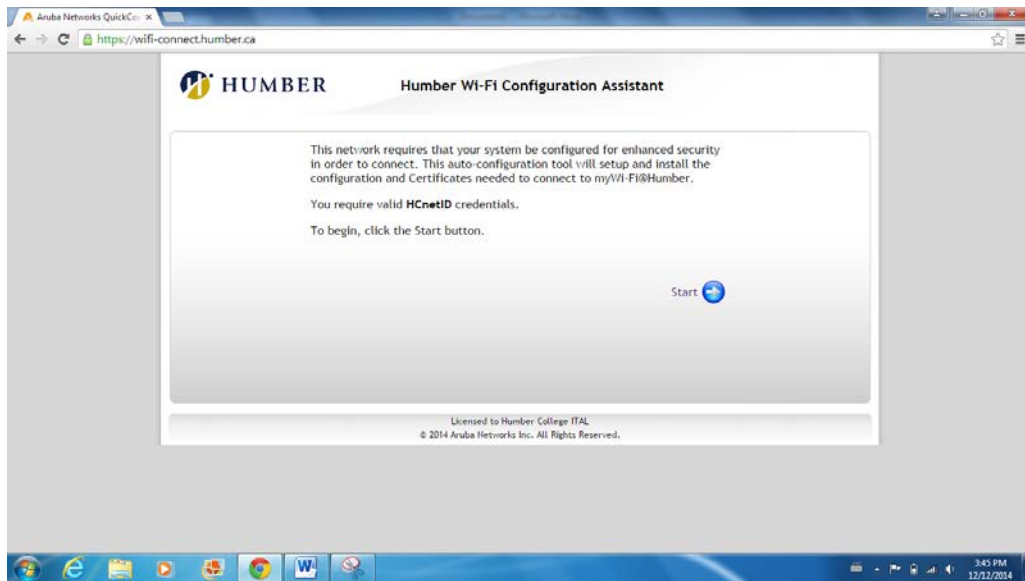 Aruba Networks QuickCo
https://wifi-connect.humber.ca
HUMBER
Humber Wi-Fi Configuration Assistant
This network requires that your system be configured for enhanced security
in order to connect. This auto-configuration tool will setup and install the
configuration and Certificates needed to connect to myWi-Fi@Humber.
You require valid HCnetID credentials.
To begin, click the Start button.
Start
Licensed to Humber College ITAL
© 2014 Aruba Networks Inc. All Rights Reserved.
3:45 PM
12/12/2014